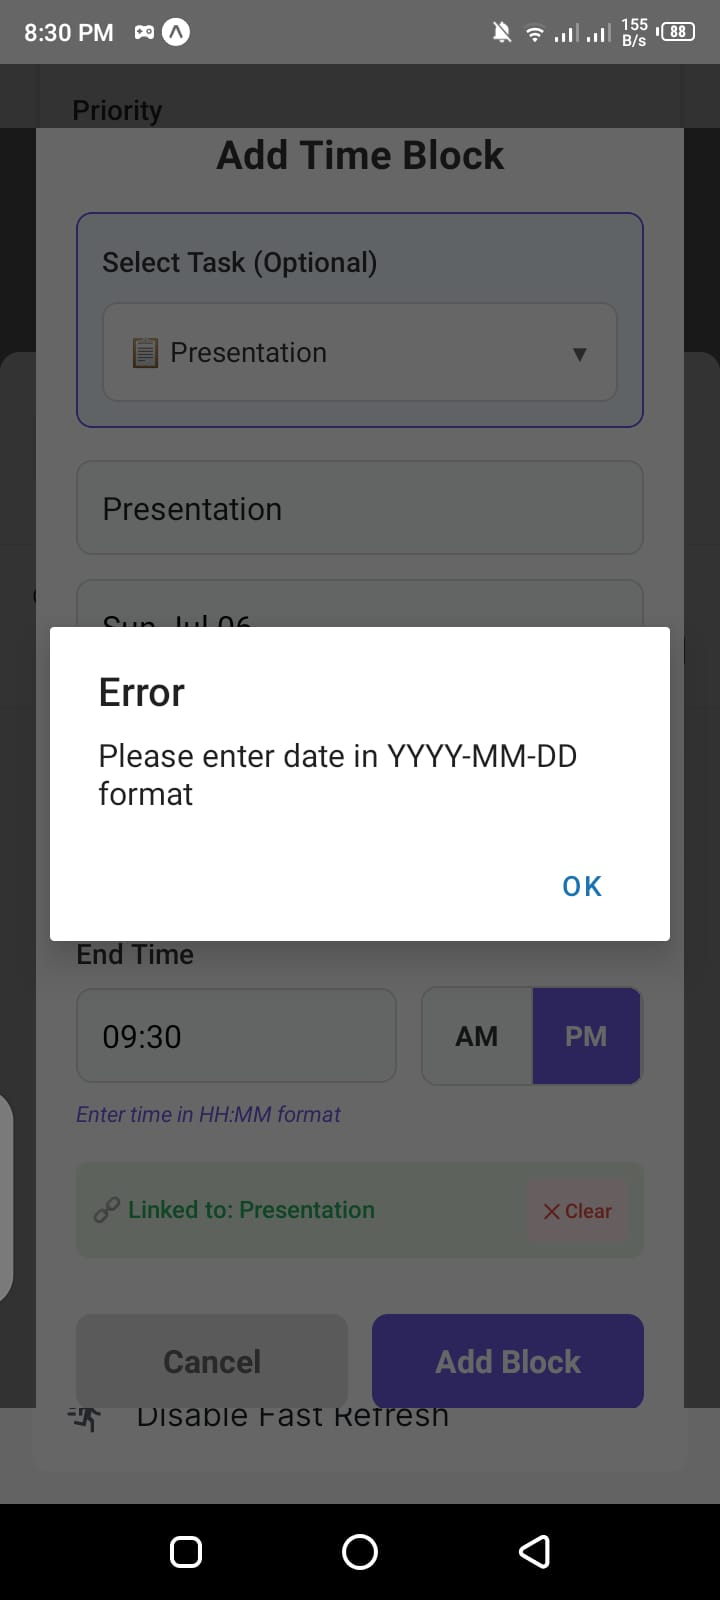 8:30 PM
155
B/s
88
Priority
Add Time Block
Select Task (Optional)
Presentation
Presentation
Sun Jul 06
Error
Please enter date in YYYY-MM-DD
format
OK
End Time
09:30
AM
PM
Enter time in HH:MM format
Linked to: Presentation
Clear
Cancel
Add Block
Disable Fast Refresh